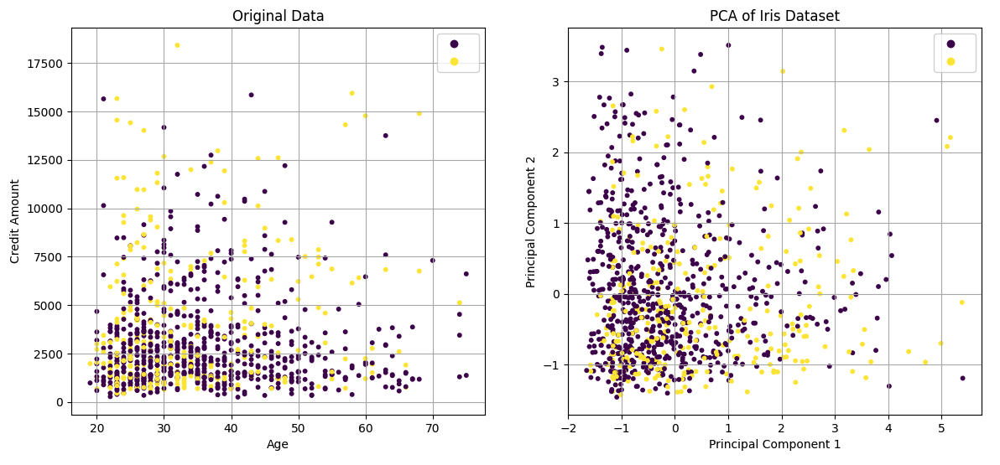 Original Data
17500
15000
12500
10000
7500
5000
2500
0
Credit Amount
20 30 40 50 60 70
Age
PCA of Iris Dataset
3
2
1
0
−1
Principal Component 2
−2 −1 0 1 2 3 4 5
Principal Component 1